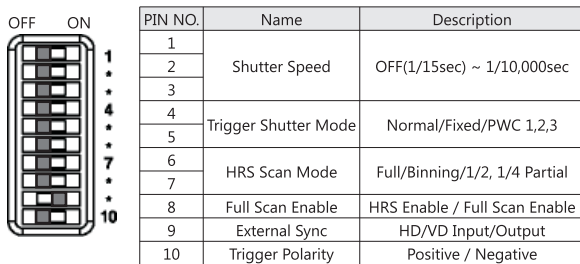 OFF ON
1
*
*
4
*
*
7
*
*
10
PIN NO. Name Description
1
2 Shutter Speed OFF(1/15sec) ~ 1/10,000sec
3
4
Trigger Shutter Mode Normal/Fixed/PWC 1,2,3
5
6
HRS Scan Mode Full/Binning/1/2, 1/4 Partial
7
8 Full Scan Enable HRS Enable / Full Scan Enable
9 External Sync HD/VD Input/Output
10 Trigger Polarity Positive / Negative